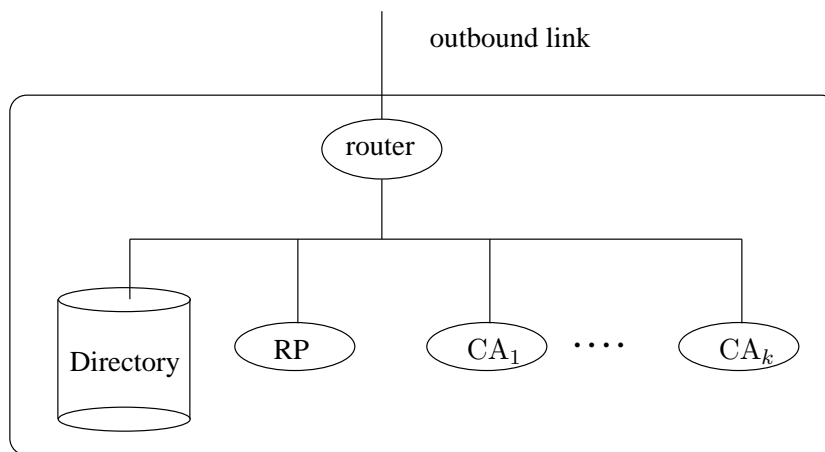 outbound link
router
Directory
RP
CA₁
....
CAₖ